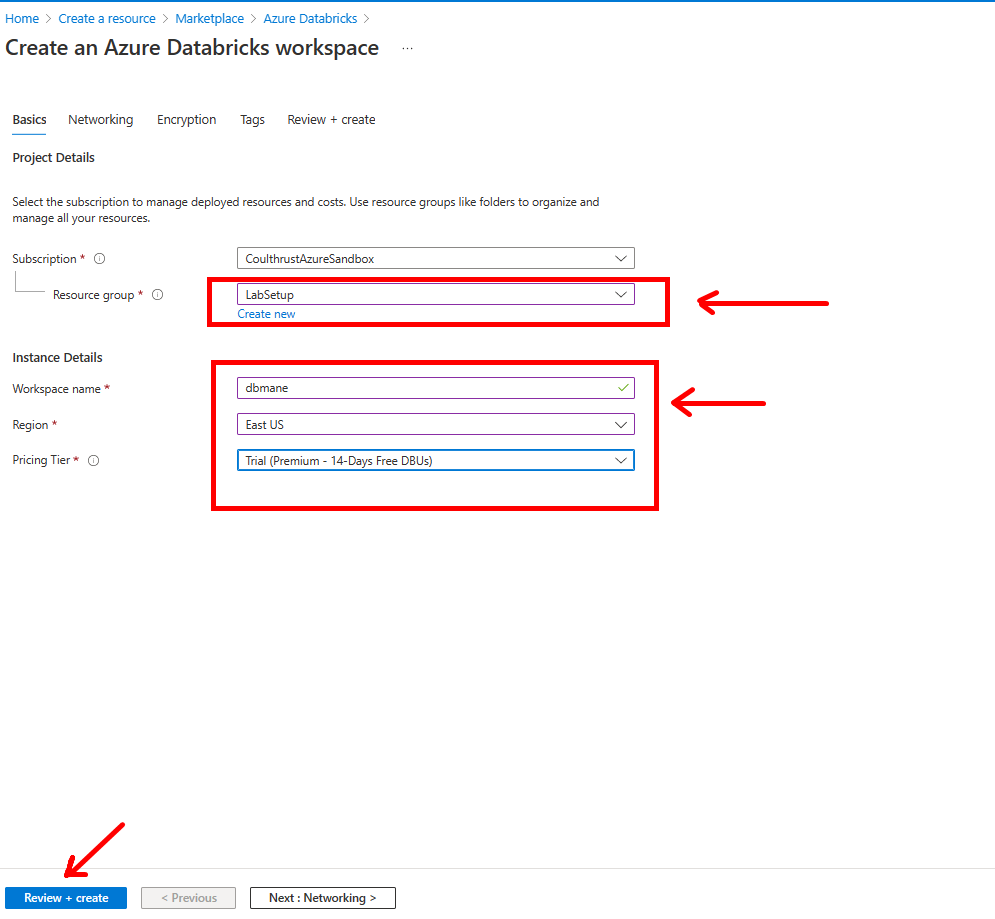 Home > Create a resource > Marketplace > Azure Databricks >
Create an Azure Databricks workspace ...
Basics Networking Encryption Tags Review + create
Project Details
Select the subscription to manage deployed resources and costs. Use resource groups like folders to organize and
manage all your resources.
Subscription * CoulthrustAzureSandbox
Resource group * LabSetup
Create new
Instance Details
Workspace name * dbmane
Region * East US
Pricing Tier * Trial (Premium - 14-Days Free DBUs)
Review + create < Previous Next : Networking >